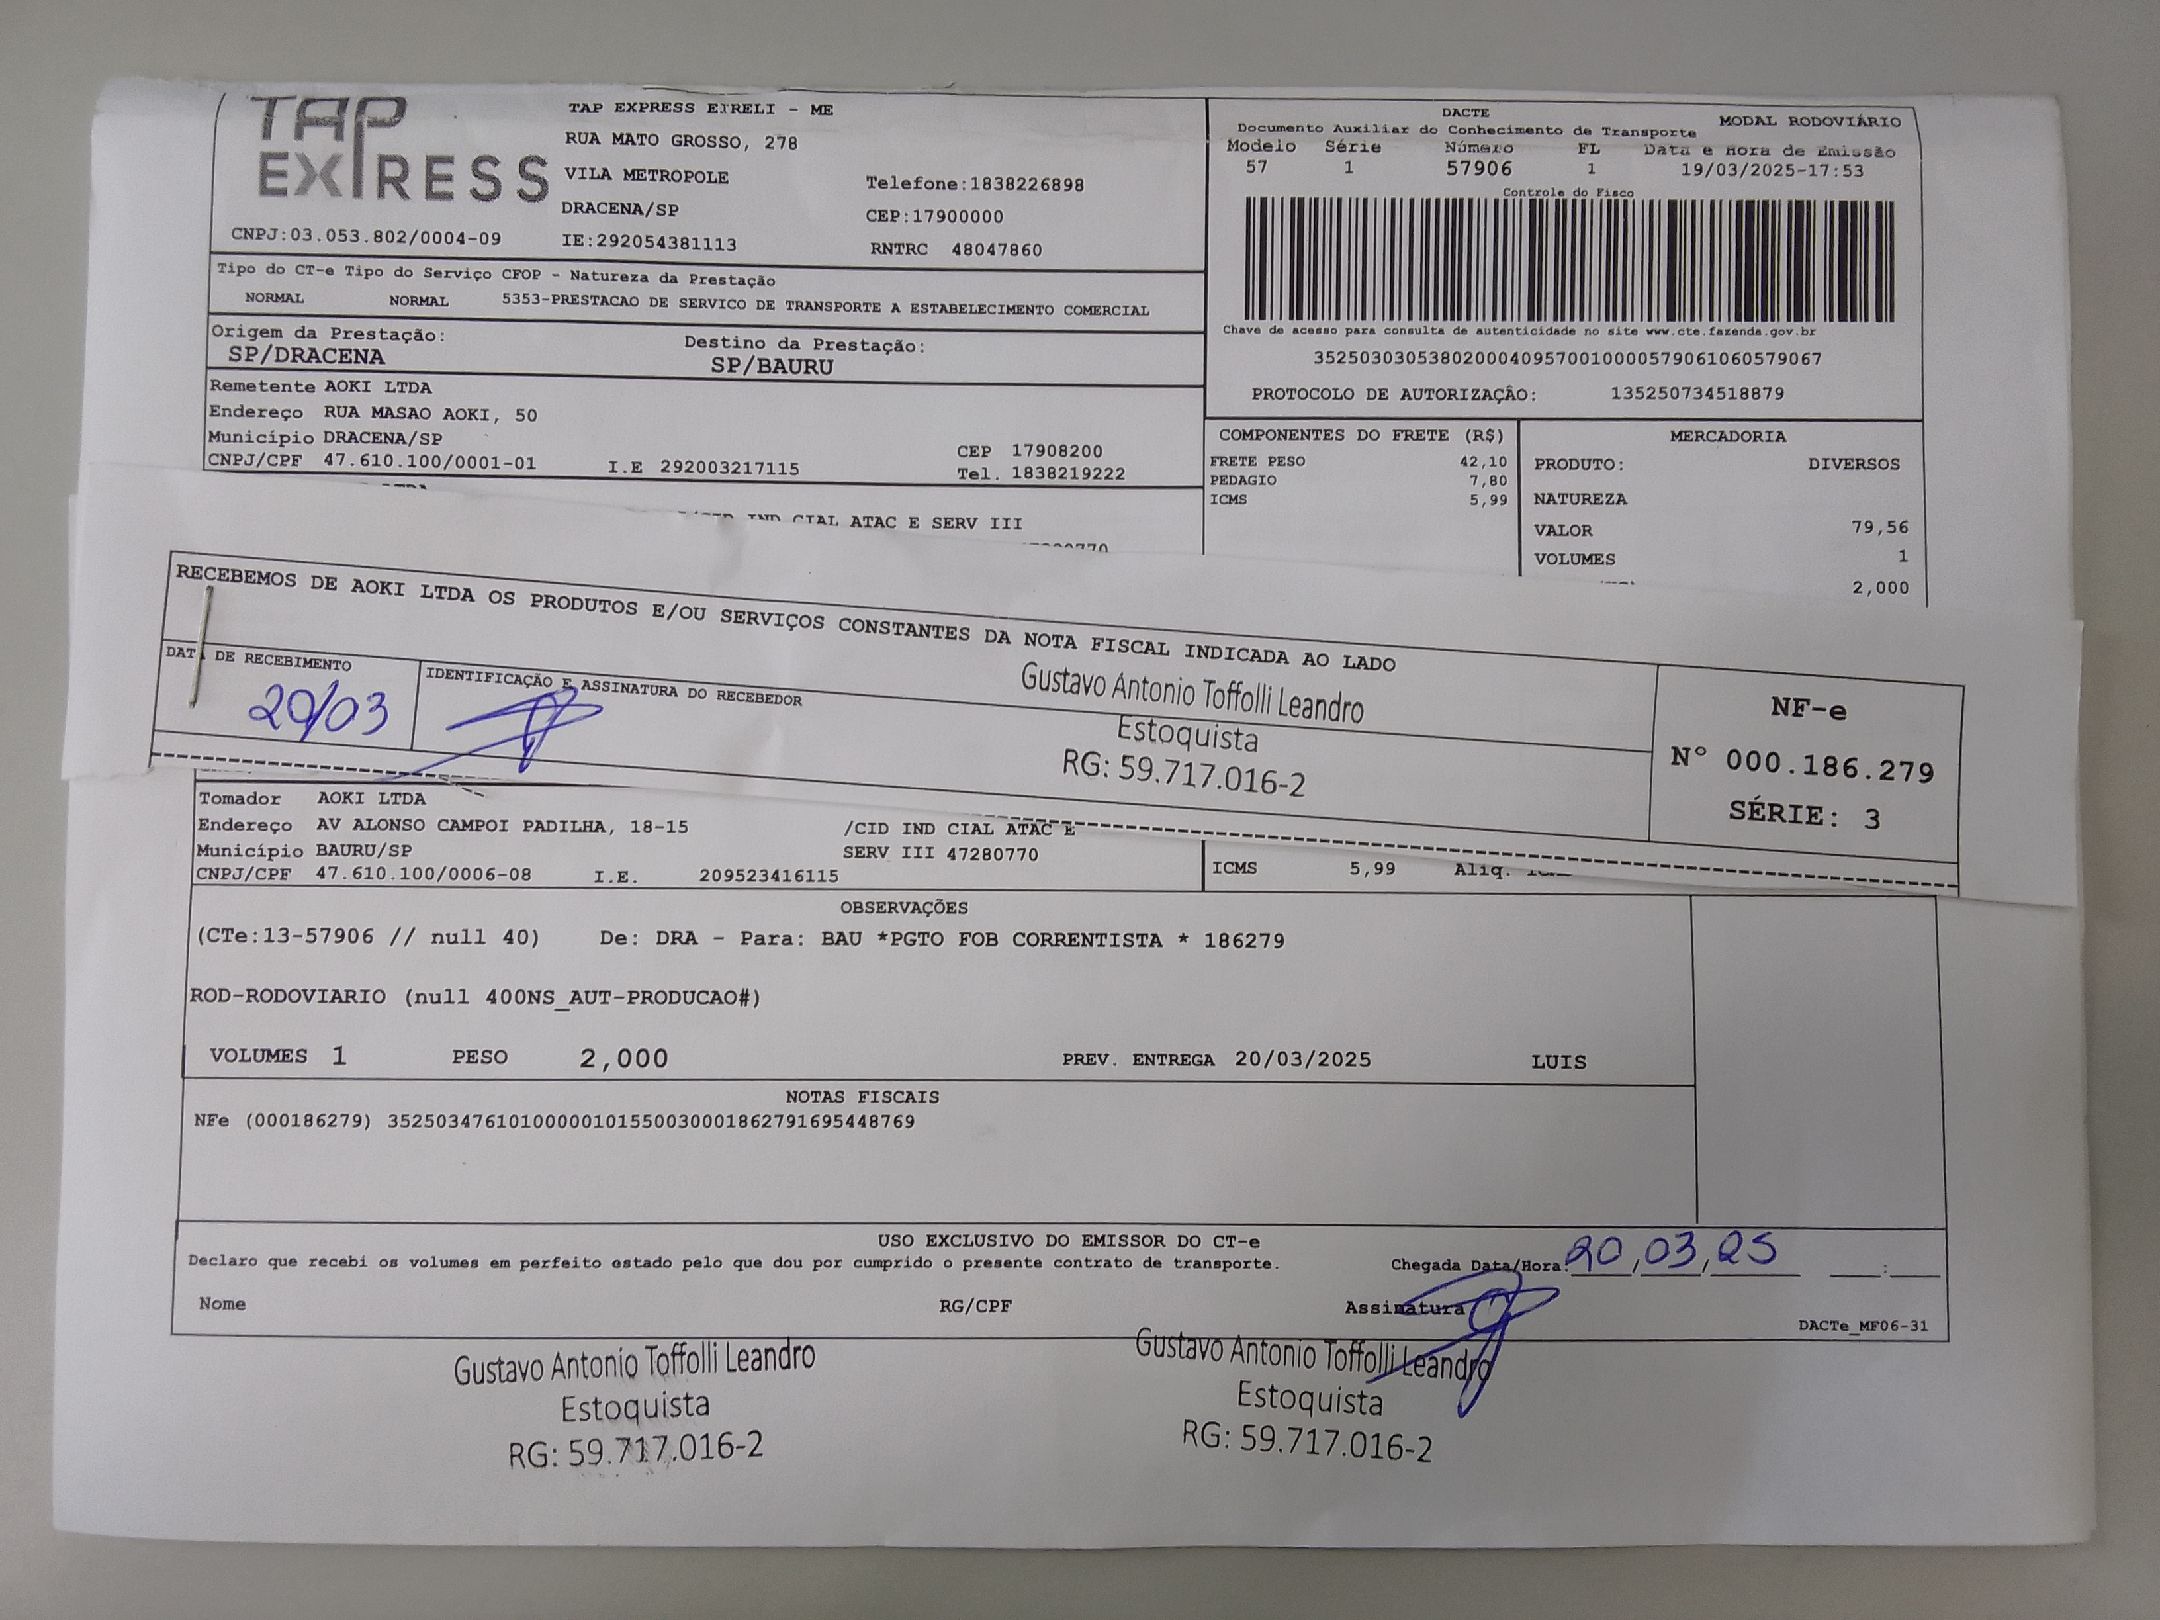 TAP EXPRESS
TAP EXPRESS EIRELI - ME
RUA MATO GROSSO, 278
VILA METROPOLE
Telefone:1838226898
DRACENA/SP
CEP:17900000
CNPJ:03.053.802/0004-09
IE:292054381113
RNTRC 48047860
DACTE
MODAL RODOVIÁRIO
Documento Auxiliar do Conhecimento de Transporte
Modelo Série Número FL Data e Hora de Emissão
57 1 57906 1 19/03/2025-17:53
Controle do Fisco
Chave de acesso para consulta de autenticidade no site www.cte.fazenda.gov.br
35250303053802000409570010000579061060579067
PROTOCOLO DE AUTORIZAÇÃO: 135250734518879
Tipo do CT-e Tipo do Serviço CFOP - Natureza da Prestação
NORMAL NORMAL 5353-PRESTACAO DE SERVICO DE TRANSPORTE A ESTABELECIMENTO COMERCIAL
Origem da Prestação: Destino da Prestação:
SP/DRACENA SP/BAURU
Remetente AOKI LTDA
Endereço RUA MASAO AOKI, 50
Município DRACENA/SP CEP 17908200
CNPJ/CPF 47.610.100/0001-01 I.E 292003217115 Tel. 1838219222
COMPONENTES DO FRETE (R$)
FRETE PESO 42,10
PEDAGIO 7,80
ICMS 5,99
MERCADORIA
PRODUTO: DIVERSOS
NATUREZA
VALOR 79,56
VOLUMES 1
2,000
IND CIAL ATAC E SERV III
RECEBEMOS DE AOKI LTDA OS PRODUTOS E/OU SERVIÇOS CONSTANTES DA NOTA FISCAL INDICADA AO LADO
DATA DE RECEBIMENTO
20/03
IDENTIFICAÇÃO E ASSINATURA DO RECEBEDOR
Gustavo Antonio Toffolli Leandro
Estoquista
RG: 59.717.016-2
NF-e
N° 000.186.279
SÉRIE: 3
Tomador AOKI LTDA
Endereço AV ALONSO CAMPOI PADILHA, 18-15 /CID IND CIAL ATAC E
Município BAURU/SP SERV III 47280770
CNPJ/CPF 47.610.100/0006-08 I.E. 209523416115
ICMS 5,99 Aliq.
OBSERVAÇÕES
(CTe:13-57906 // null 40) De: DRA - Para: BAU *PGTO FOB CORRENTISTA * 186279
ROD-RODOVIARIO (null 400NS_AUT-PRODUCAO#)
VOLUMES 1 PESO 2,000 PREV. ENTREGA 20/03/2025 LUIS
NOTAS FISCAIS
NFe (000186279) 35250347610100000101550030001862791695448769
USO EXCLUSIVO DO EMISSOR DO CT-e
Declaro que recebi os volumes em perfeito estado pelo que dou por cumprido o presente contrato de transporte. Chegada Data/Hora: 20,03,25 :
Nome RG/CPF Assinatura
DACTe_MF06-31
Gustavo Antonio Toffolli Leandro
Estoquista
RG: 59.717.016-2
Gustavo Antonio Toffolli Leandro
Estoquista
RG: 59.717.016-2